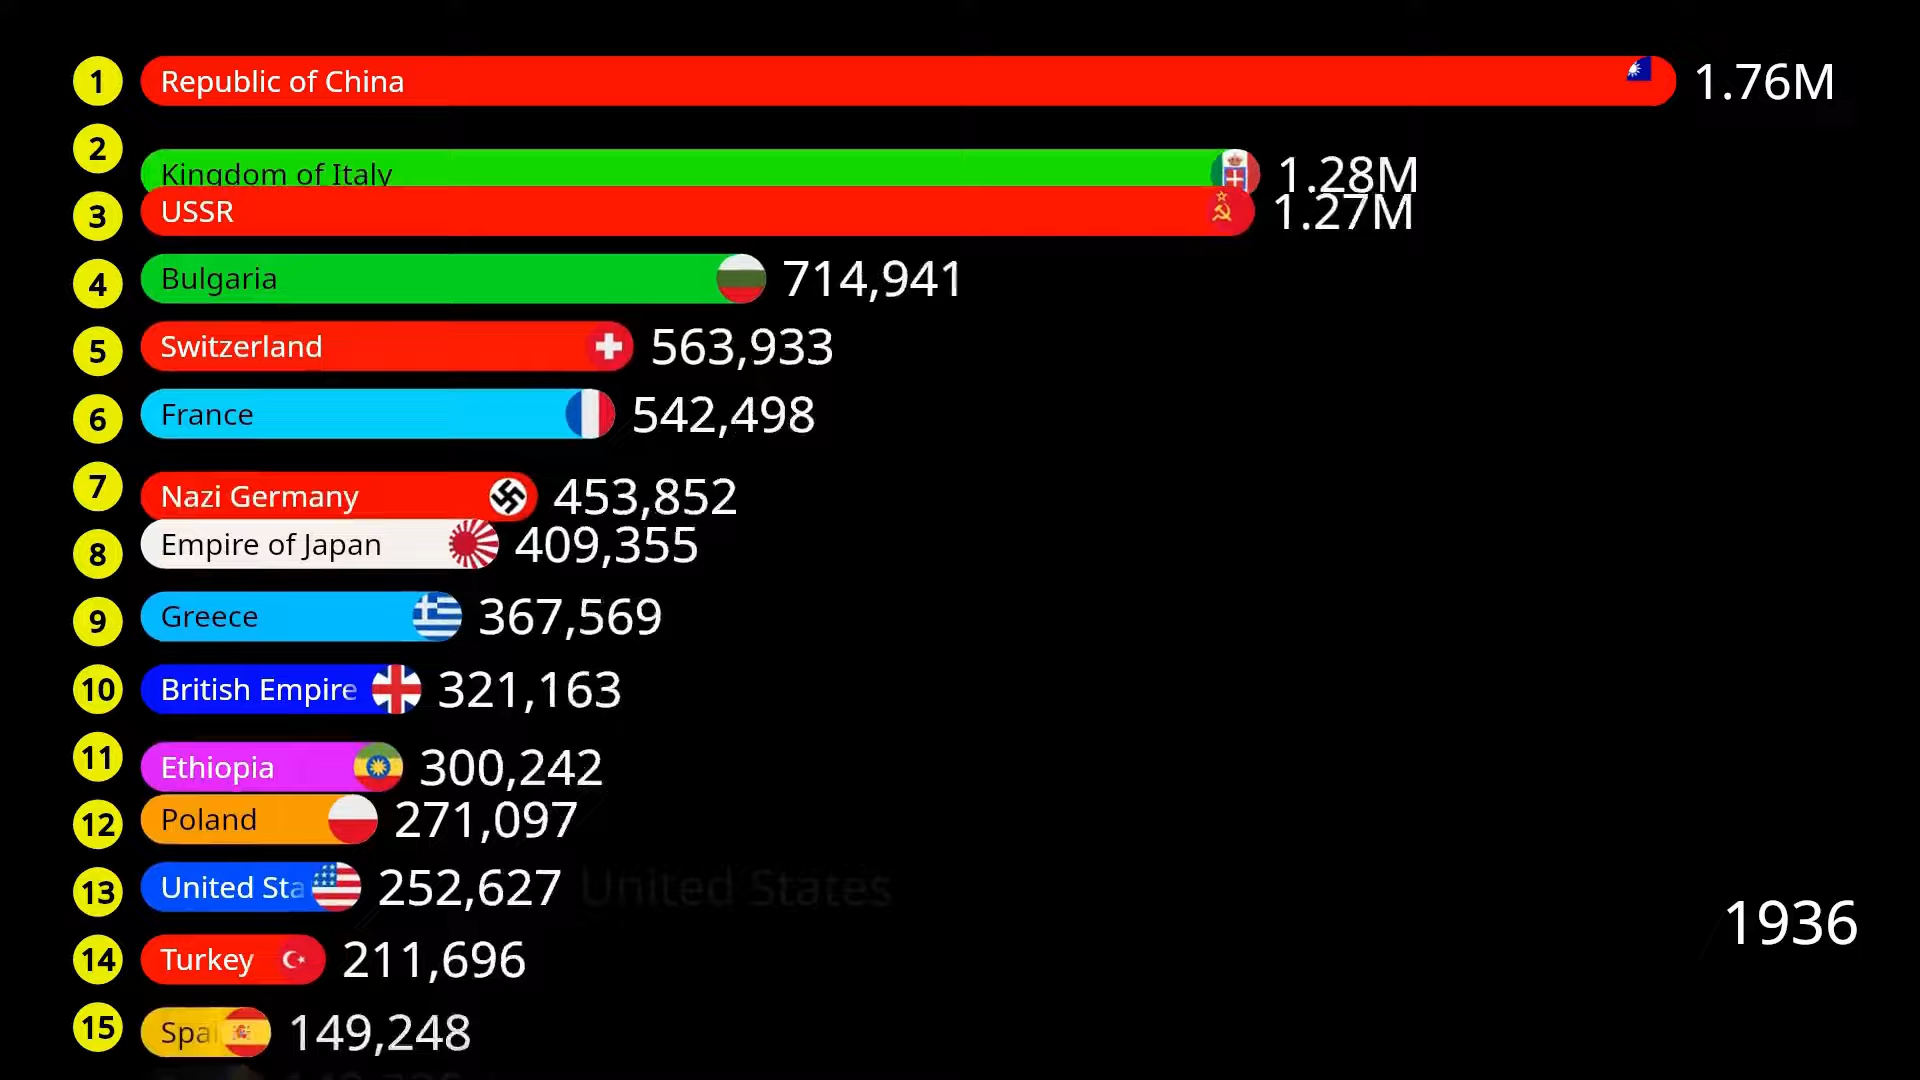 1 Republic of China 1.76M
2 Kingdom of Italy 1.28M
3 USSR 1.27M
4 Bulgaria 714,941
5 Switzerland 563,933
6 France 542,498
7 Nazi Germany 453,852
8 Empire of Japan 409,355
9 Greece 367,569
10 British Empire 321,163
11 Ethiopia 300,242
12 Poland 271,097
13 United Sta 252,627 United States
14 Turkey 211,696
1936
15 Spai 149,248